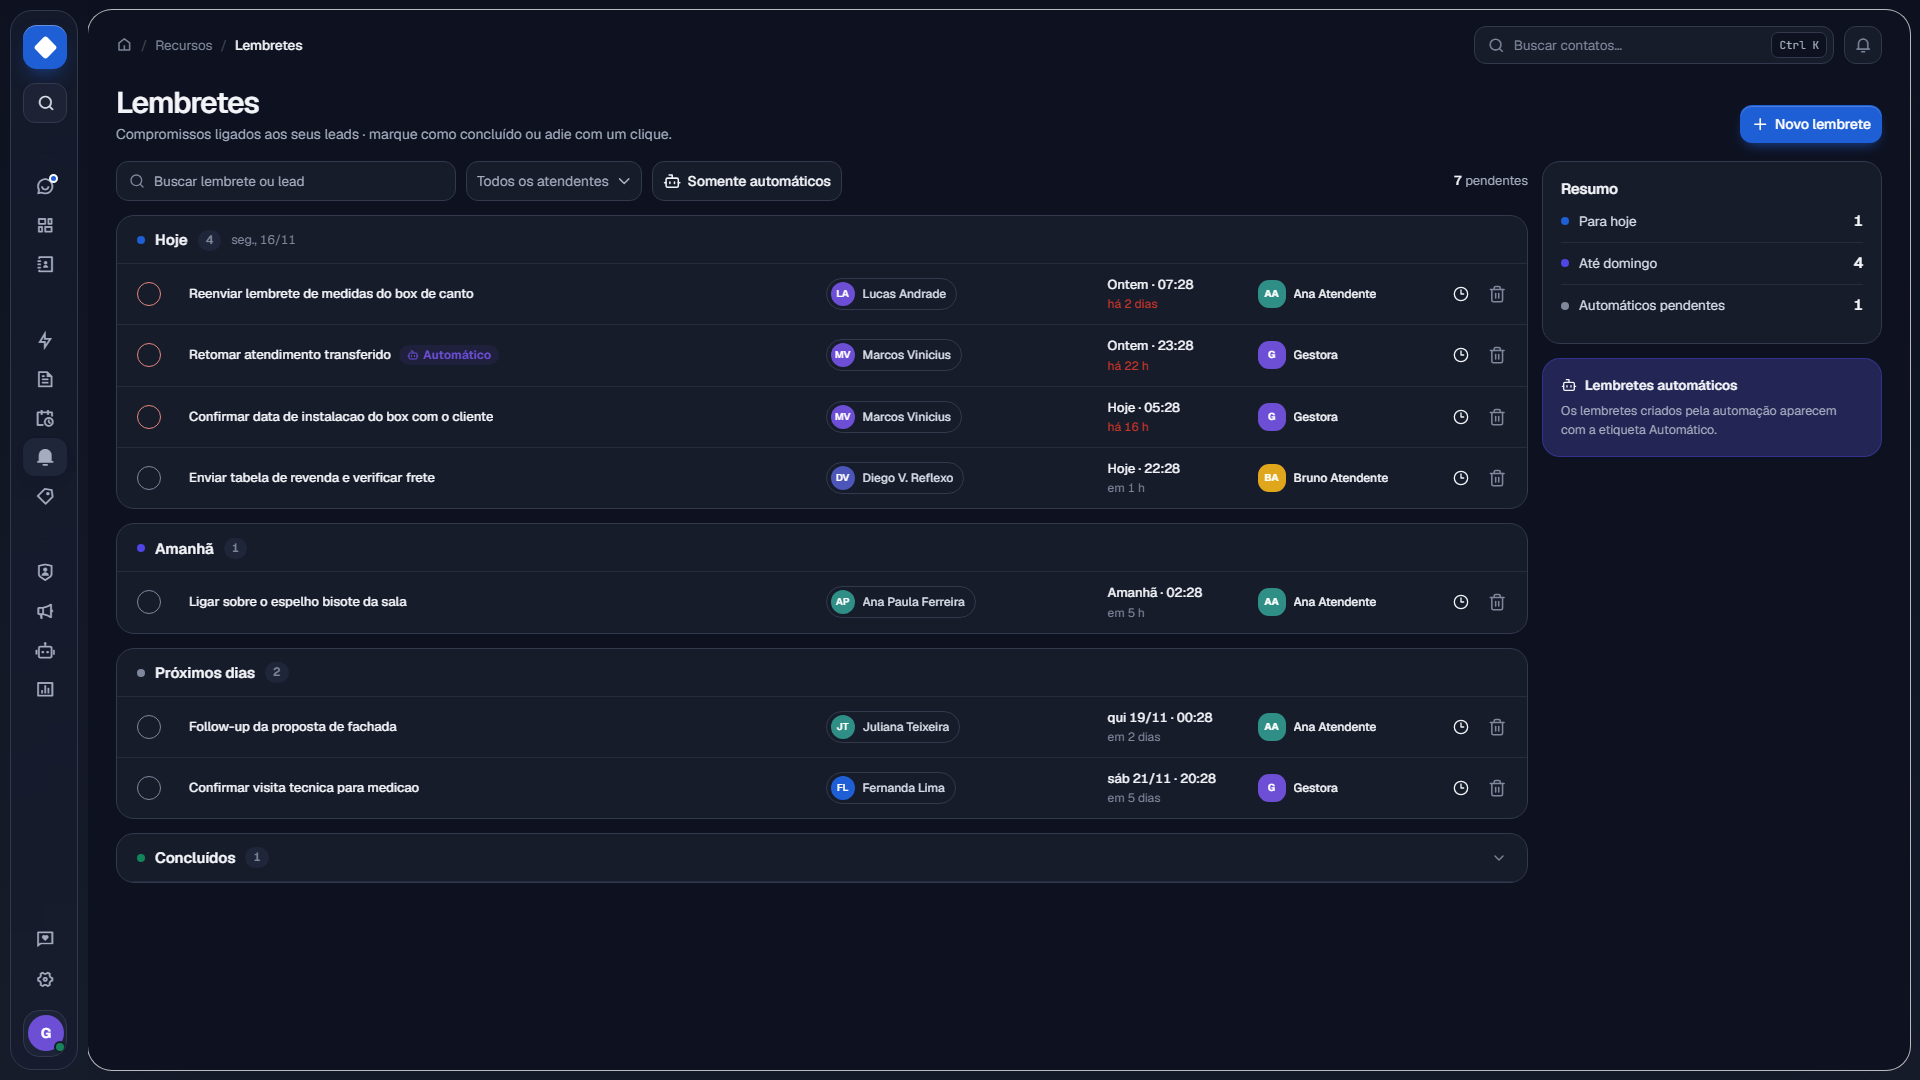 Recursos / Lembretes
Buscar contatos...
Ctrl K
Lembretes
Compromissos ligados aos seus leads · marque como concluído ou adie com um clique.
Novo lembrete
Buscar lembrete ou lead
Todos os atendentes
Somente automáticos
7 pendentes
Hoje 4 seg., 16/11
Reenviar lembrete de medidas do box de canto
LA Lucas Andrade
Ontem · 07:28
há 2 dias
AA Ana Atendente
Retomar atendimento transferido Automático
MV Marcos Vinicius
Ontem · 23:28
há 22 h
G Gestora
Confirmar data de instalacao do box com o cliente
MV Marcos Vinicius
Hoje · 05:28
há 16 h
G Gestora
Enviar tabela de revenda e verificar frete
DV Diego V. Reflexo
Hoje · 22:28
em 1 h
BA Bruno Atendente
Amanhã 1
Ligar sobre o espelho bisote da sala
AP Ana Paula Ferreira
Amanhã · 02:28
em 5 h
AA Ana Atendente
Próximos dias 2
Follow-up da proposta de fachada
JT Juliana Teixeira
qui 19/11 · 00:28
em 2 dias
AA Ana Atendente
Confirmar visita tecnica para medicao
FL Fernanda Lima
sáb 21/11 · 20:28
em 5 dias
G Gestora
Concluídos 1
Resumo
Para hoje 1
Até domingo 4
Automáticos pendentes 1
Lembretes automáticos
Os lembretes criados pela automação aparecem
com a etiqueta Automático.
G